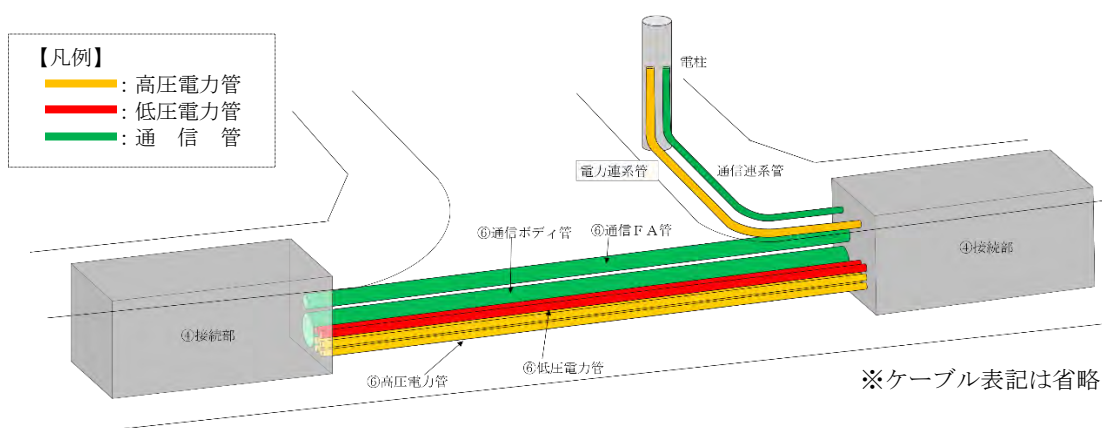 【凡例】
：高圧電力管
：低圧電力管
：通　信　管
電柱
電力連系管
通信連系管
⑥通信ボディ管
⑥通信ＦＡ管
④接続部
④接続部
⑥高圧電力管
⑥低圧電力管
※ケーブル表記は省略